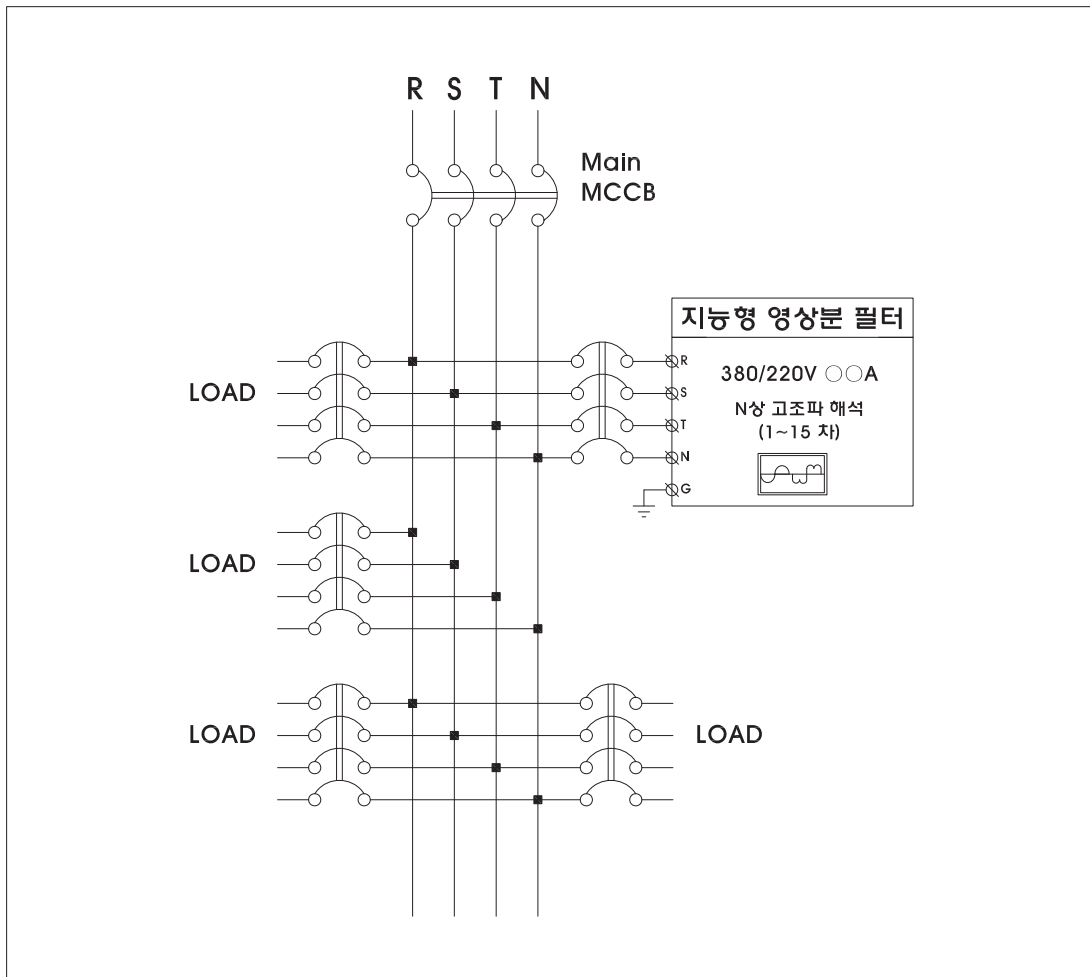 R S T N
Main
MCCB
지능형 영상분 필터
380/220V ○○A
N상 고조파 해석
(1~15 차)
R
S
T
N
G
LOAD
LOAD
LOAD
LOAD